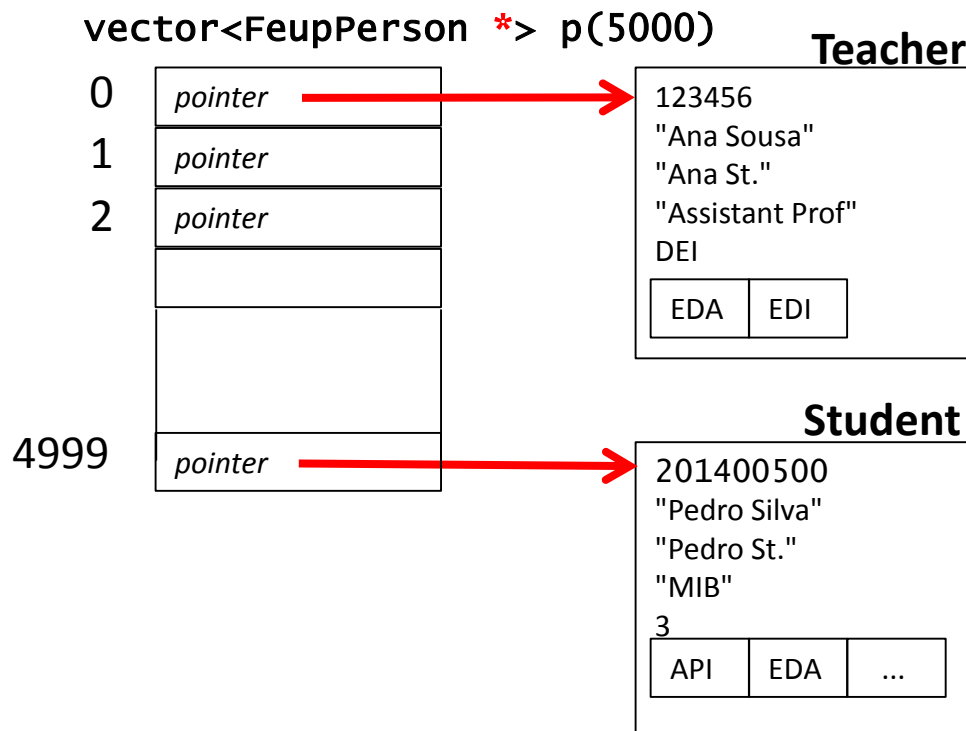 vector<FeupPerson *> p(5000)
Teacher
0 pointer
1 pointer
2 pointer
4999 pointer
123456
"Ana Sousa"
"Ana St."
"Assistant Prof"
DEI
EDA EDI
Student
201400500
"Pedro Silva"
"Pedro St."
"MIB"
3
API EDA ...